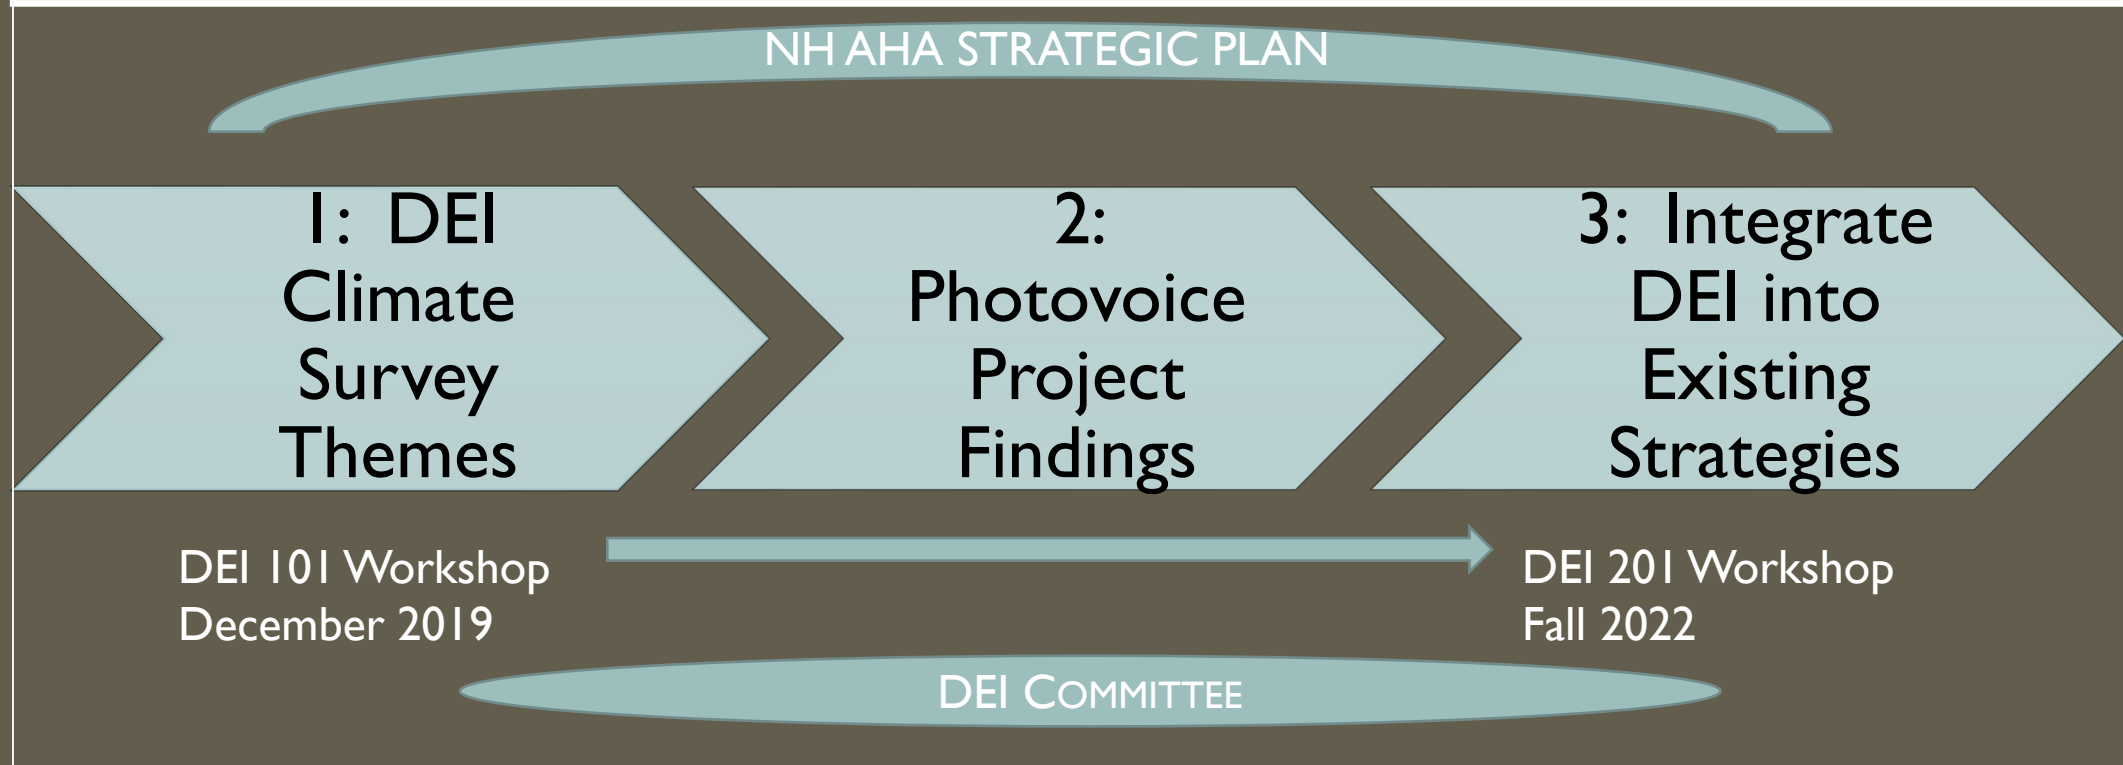 NH AHA STRATEGIC PLAN
1: DEI
Climate
Survey
Themes
2:
Photovoice
Project
Findings
3: Integrate
DEI into
Existing
Strategies
DEI 101 Workshop
December 2019
DEI 201 Workshop
Fall 2022
DEI COMMITTEE